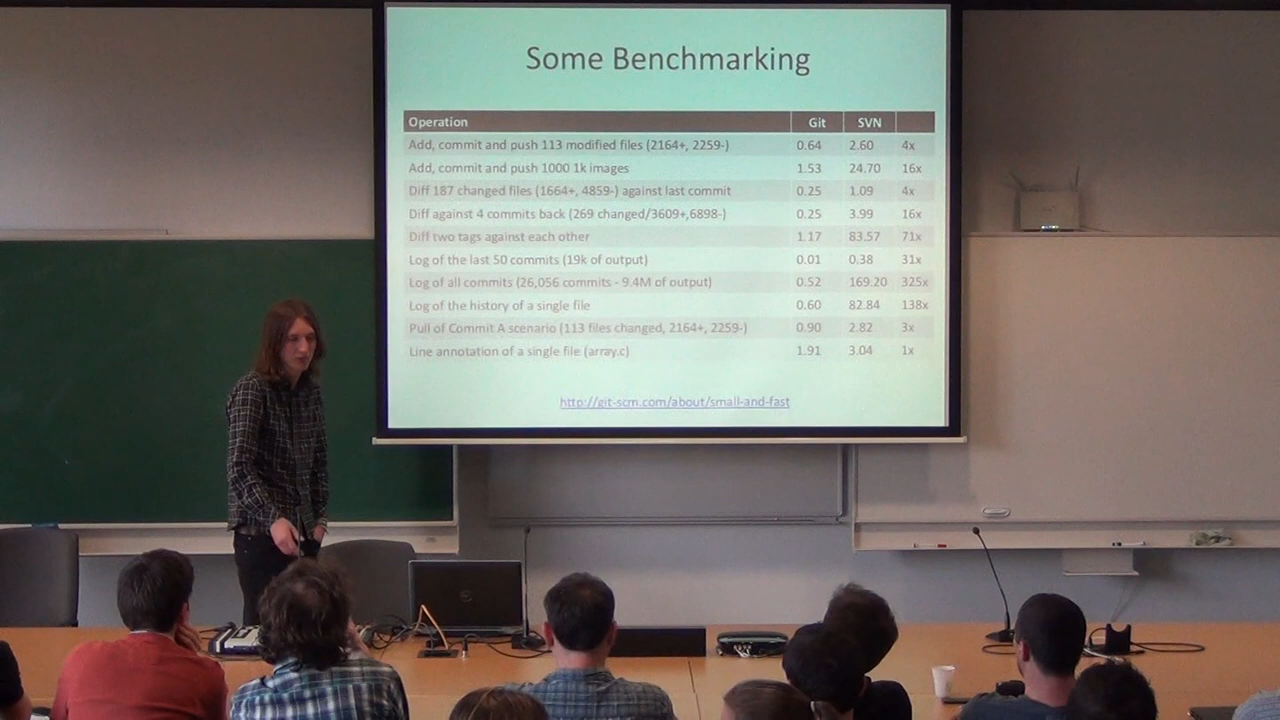 Some Benchmarking
Operation Git SVN
Add, commit and push 113 modified files (2164+, 2259-) 0.64 2.60 4x
Add, commit and push 1000 1k images 1.53 24.70 16x
Diff 187 changed files (1664+, 4859-) against last commit 0.25 1.09 4x
Diff against 4 commits back (269 changed/3609+,6898-) 0.25 3.99 16x
Diff two tags against each other 1.17 83.57 71x
Log of the last 50 commits (19k of output) 0.01 0.38 31x
Log of all commits (26,056 commits - 9.4M of output) 0.52 169.20 325x
Log of the history of a single file 0.60 82.84 138x
Pull of Commit A scenario (113 files changed, 2164+, 2259-) 0.90 2.82 3x
Line annotation of a single file (array.c) 1.91 3.04 1x
http://git-scm.com/about/small-and-fast